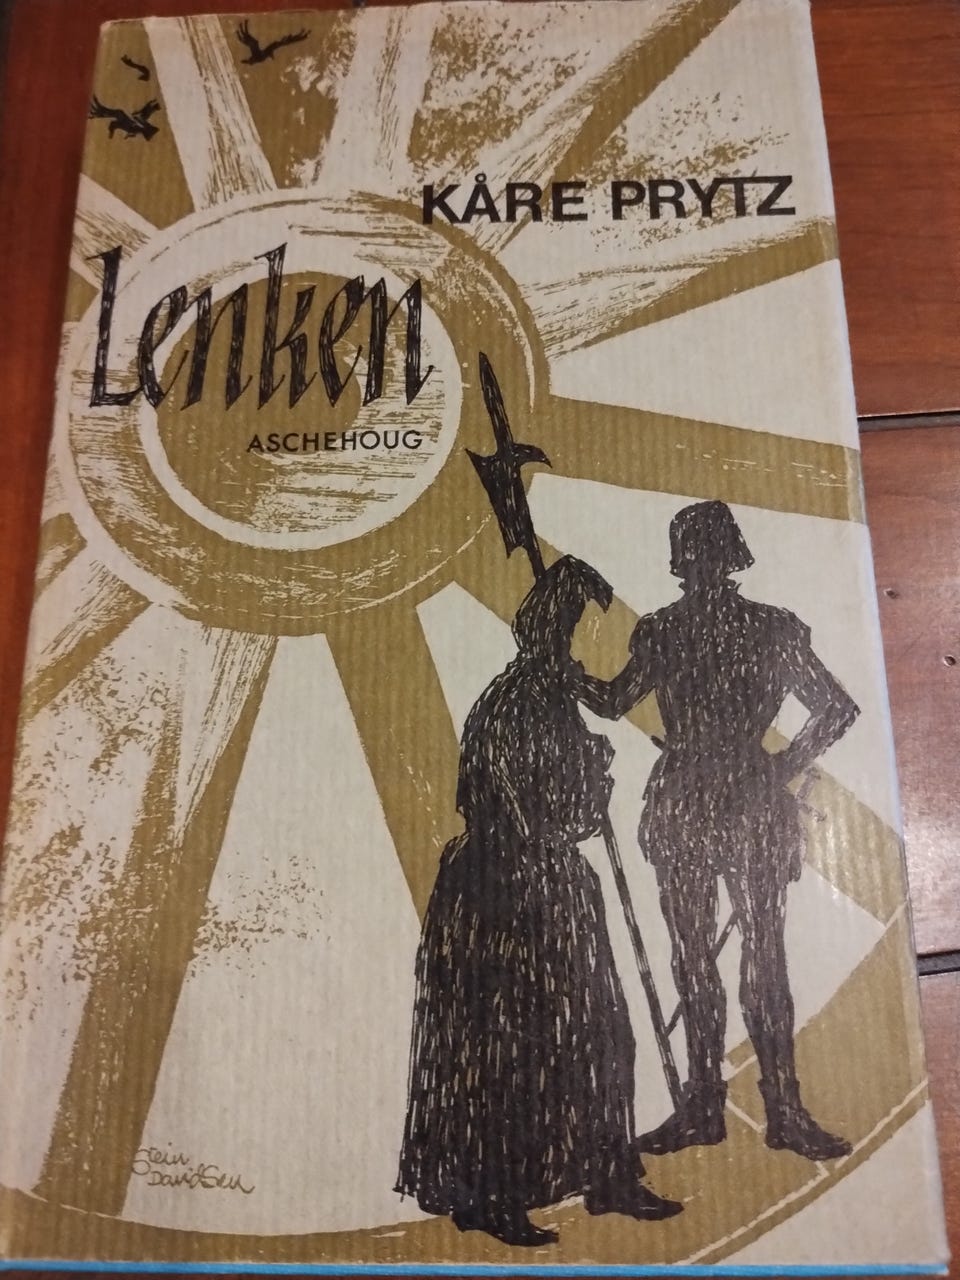 KÅRE PRYTZ
Lenken
ASCHEHOUG
Stein
Davidsen